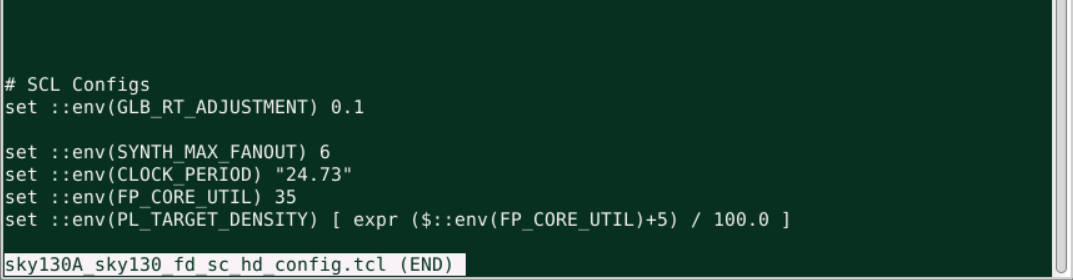 # SCL Configs
set ::env(GLB_RT_ADJUSTMENT) 0.1
set ::env(SYNTH_MAX_FANOUT) 6
set ::env(CLOCK_PERIOD) "24.73"
set ::env(FP_CORE_UTIL) 35
set ::env(PL_TARGET_DENSITY) [ expr ($::env(FP_CORE_UTIL)+5) / 100.0 ]
sky130A_sky130_fd_sc_hd_config.tcl (END)